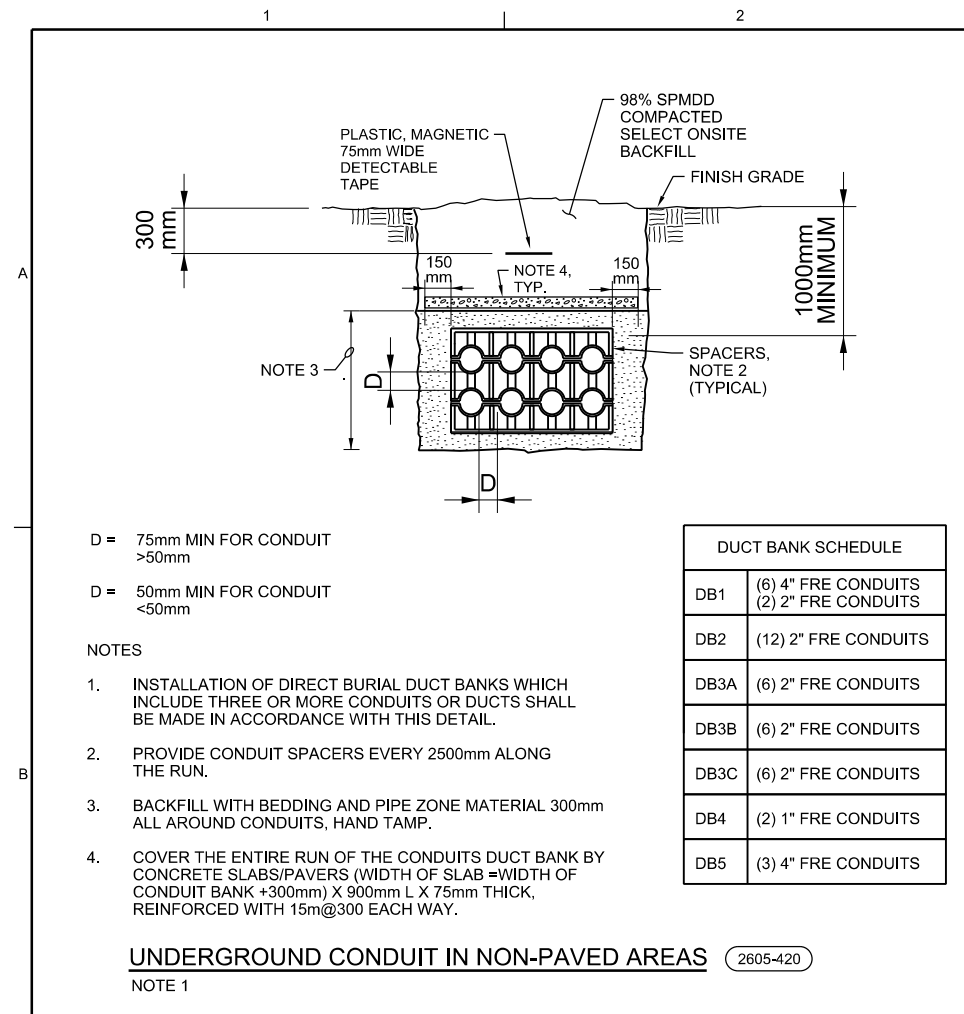 1
2
A
B
98% SPMDD
COMPACTED
SELECT ONSITE
BACKFILL
PLASTIC, MAGNETIC
75mm WIDE
DETECTABLE
TAPE
FINISH GRADE
300
mm
1000mm
MINIMUM
150
mm
NOTE 4,
TYP.
150
mm
NOTE 3
D
SPACERS,
NOTE 2
(TYPICAL)
D
D = 75mm MIN FOR CONDUIT
>50mm
D = 50mm MIN FOR CONDUIT
<50mm
NOTES
1. INSTALLATION OF DIRECT BURIAL DUCT BANKS WHICH
INCLUDE THREE OR MORE CONDUITS OR DUCTS SHALL
BE MADE IN ACCORDANCE WITH THIS DETAIL.
2. PROVIDE CONDUIT SPACERS EVERY 2500mm ALONG
THE RUN.
3. BACKFILL WITH BEDDING AND PIPE ZONE MATERIAL 300mm
ALL AROUND CONDUITS, HAND TAMP.
4. COVER THE ENTIRE RUN OF THE CONDUITS DUCT BANK BY
CONCRETE SLABS/PAVERS (WIDTH OF SLAB =WIDTH OF
CONDUIT BANK +300mm) X 900mm L X 75mm THICK,
REINFORCED WITH 15m@300 EACH WAY.
DUCT BANK SCHEDULE
DB1 (6) 4" FRE CONDUITS
(2) 2" FRE CONDUITS
DB2 (12) 2" FRE CONDUITS
DB3A (6) 2" FRE CONDUITS
DB3B (6) 2" FRE CONDUITS
DB3C (6) 2" FRE CONDUITS
DB4 (2) 1" FRE CONDUITS
DB5 (3) 4" FRE CONDUITS
UNDERGROUND CONDUIT IN NON-PAVED AREAS 2605-420
NOTE 1